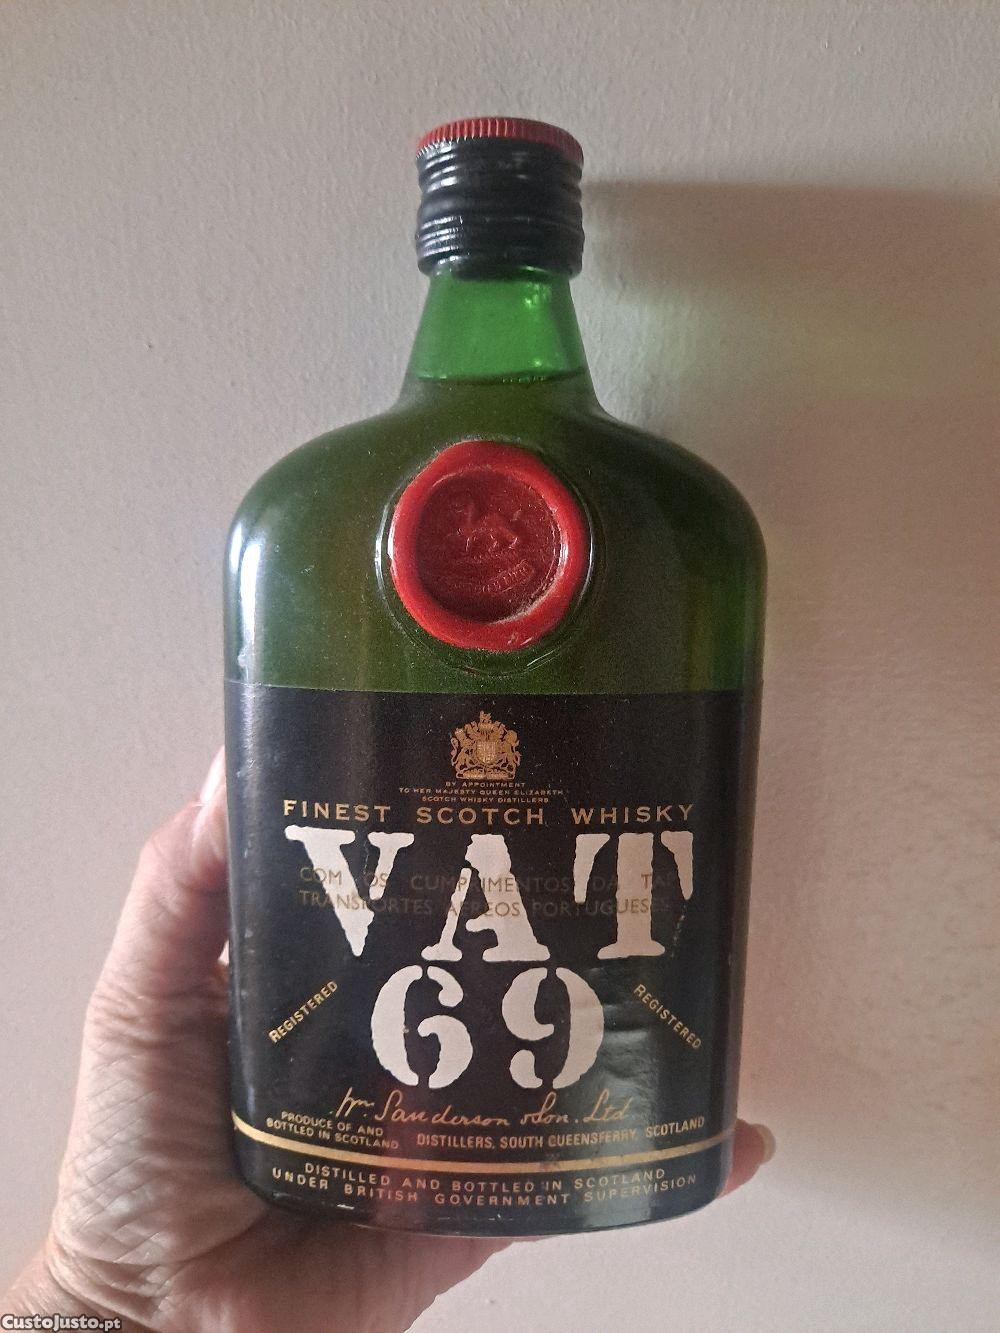 BY APPOINTMENT
TO HER MAJESTY QUEEN ELIZABETH
SCOTCH WHISKY DISTILLERS
FINEST SCOTCH WHISKY
VAT
COM OS CUMPRIMENTOS DA TAP
TRANSPORTES AEREOS PORTUGUESES
69
REGISTERED
REGISTERED
Wm. Sanderson & Son. Ltd.
PRODUCE OF AND
BOTTLED IN SCOTLAND
DISTILLERS, SOUTH QUEENSFERRY, SCOTLAND
DISTILLED AND BOTTLED IN SCOTLAND
UNDER BRITISH GOVERNMENT SUPERVISION
CustoJusto.pt